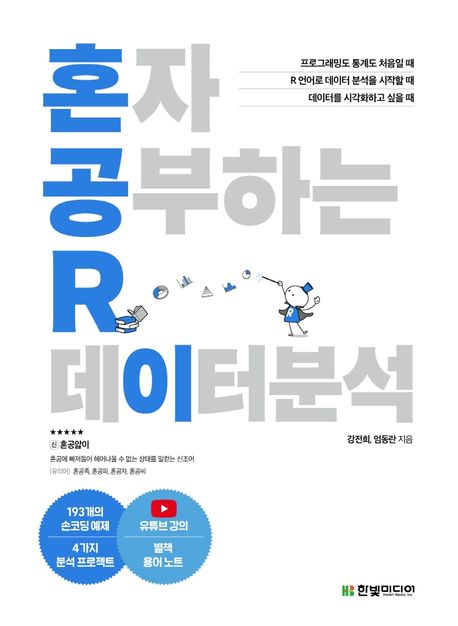 프로그래밍도 통계도 처음일 때
R 언어로 데이터 분석을 시작할 때
데이터를 시각화하고 싶을 때
혼자
공부하는
R
데이터분석
R
강전희, 엄동란 지음
★★★★★
신 혼공앓이
혼공에 빠져들어 헤어나올 수 없는 상태를 일컫는 신조어
(유의어) 혼공족, 혼공파, 혼공자, 혼공씨
193개의
손코딩 예제
4가지
분석 프로젝트
유튜브 강의
별책
용어 노트
HB 한빛미디어
Hanbit Media, Inc.